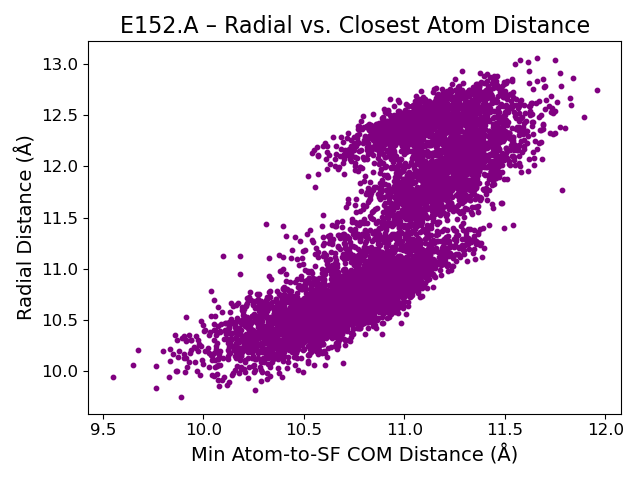 E152.A – Radial vs. Closest Atom Distance
Radial Distance (Å)
13.0
12.5
12.0
11.5
11.0
10.5
10.0
9.5 10.0 10.5 11.0 11.5 12.0
Min Atom-to-SF COM Distance (Å)